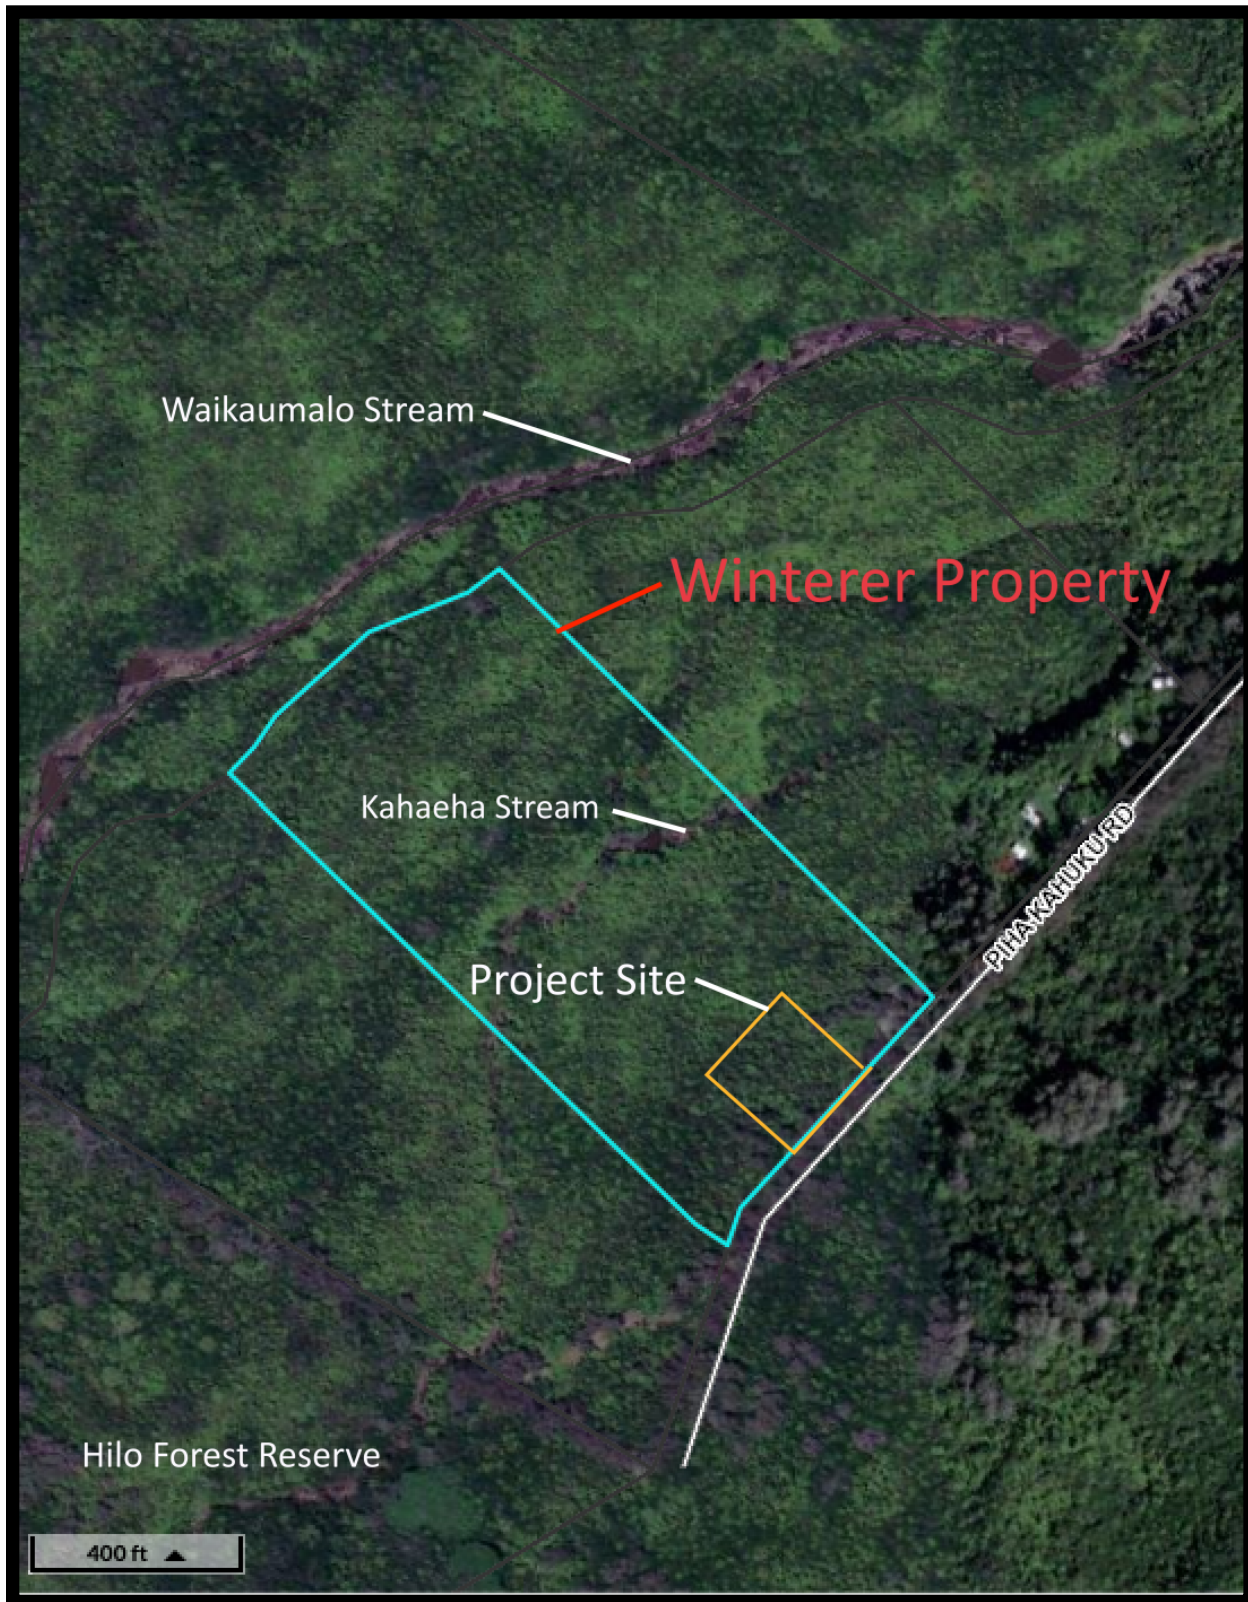 Waikaumalo Stream
Winterer Property
Kahaeha Stream
PIHA KAHUKU RD
Project Site
Hilo Forest Reserve
400 ft